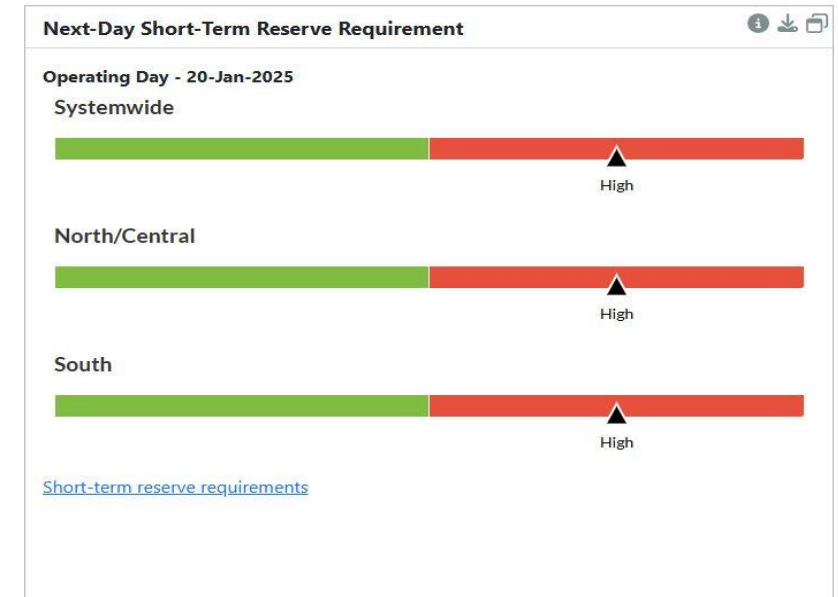 Next-Day Short-Term Reserve Requirement
Operating Day - 20-Jan-2025
Systemwide
High
North/Central
High
South
High
Short-term reserve requirements